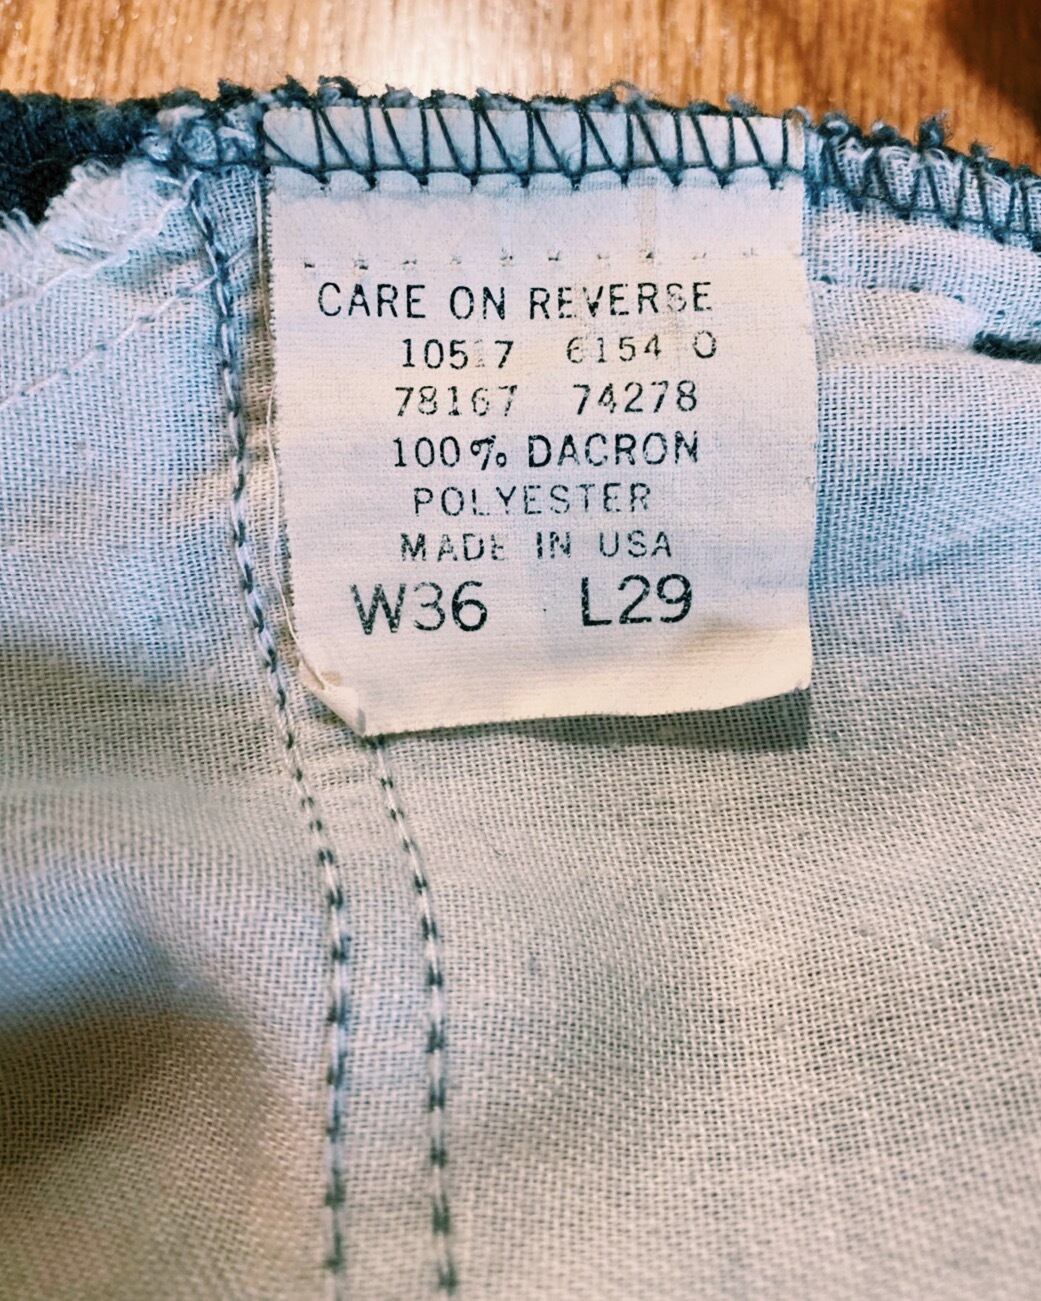 CARE ON REVERSE
6154 0
78167 74278
100% DACRON
POLYESTER
MADE IN USA
W36 L29